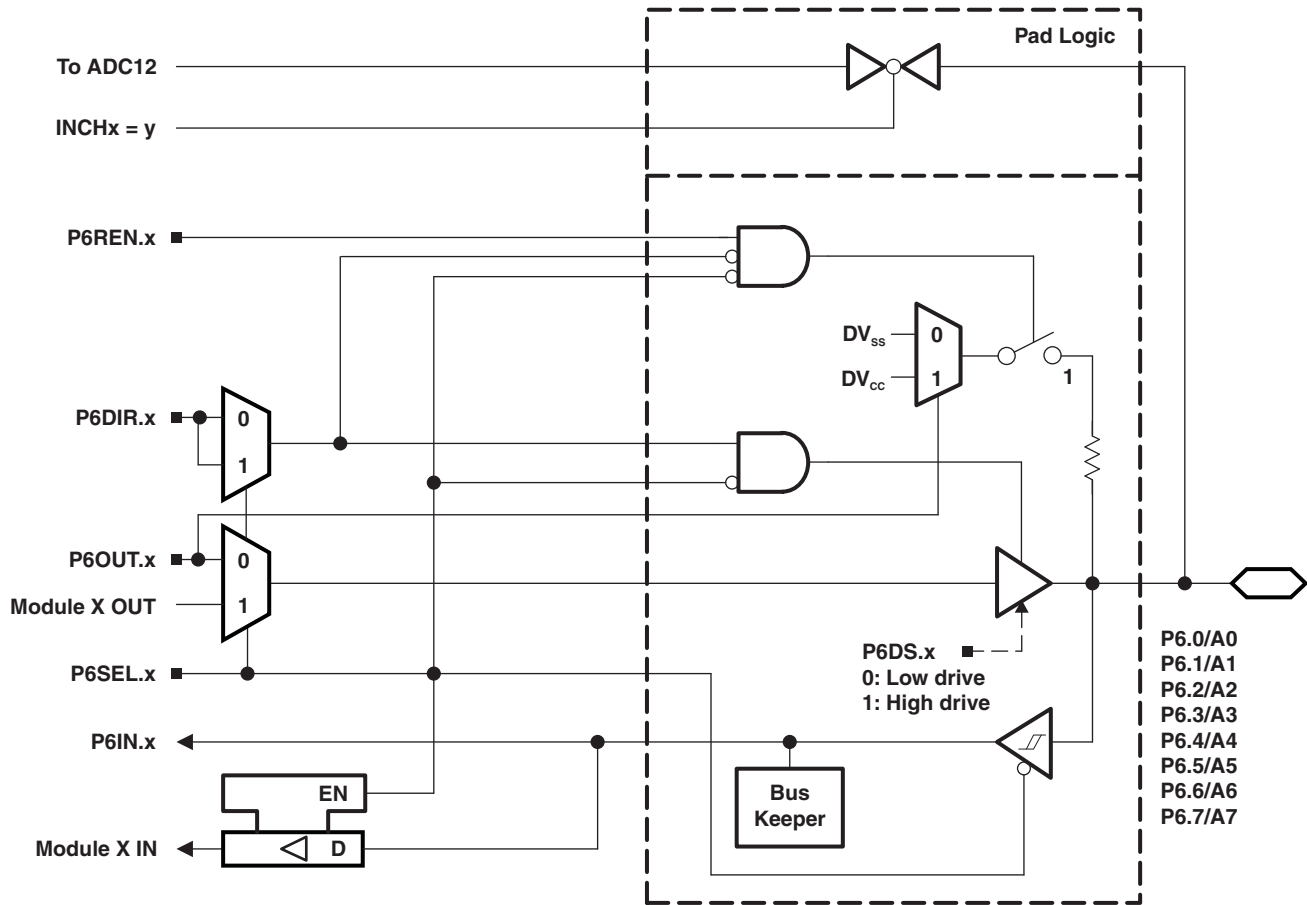 Pad Logic
To ADC12
INCHx = y
P6REN.x
DVSS
0
DVCC
1
1
P6DIR.x
0
1
P6OUT.x
0
Module X OUT
1
P6SEL.x
P6DS.x
0: Low drive
1: High drive
P6.0/A0
P6.1/A1
P6.2/A2
P6.3/A3
P6.4/A4
P6.5/A5
P6.6/A6
P6.7/A7
P6IN.x
Bus
Keeper
EN
D
Module X IN